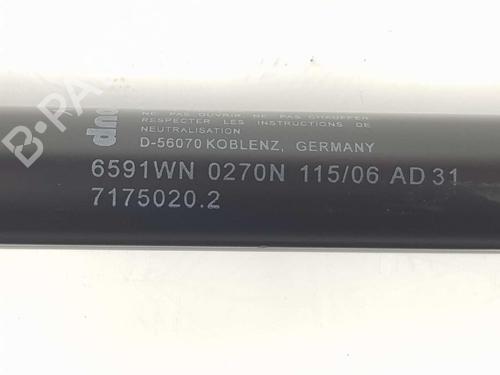 NE PAS OUVRIR NE PAS CHAUFFER
RESPECTER LES INSTRUCTIONS DE
NEUTRALISATION
D-56070 KOBLENZ, GERMANY
6591WN 0270N 115/06 AD 31
7175020.2